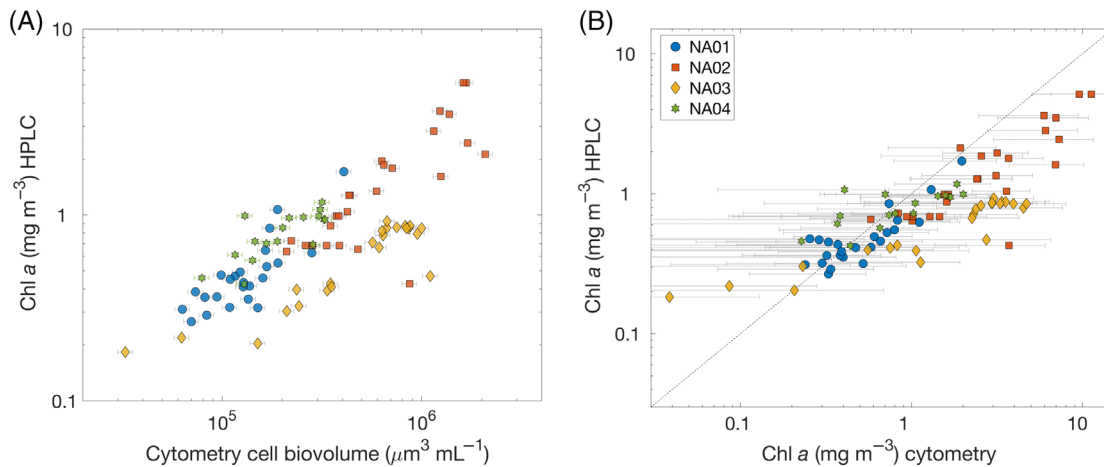 (A)
10
1
0.1
Chl a (mg m⁻³) HPLC
10⁵
10⁶
Cytometry cell biovolume (μm³ mL⁻¹)
(B)
NA01
NA02
NA03
NA04
10
1
0.1
Chl a (mg m⁻³) HPLC
0.1
1
10
Chl a (mg m⁻³) cytometry